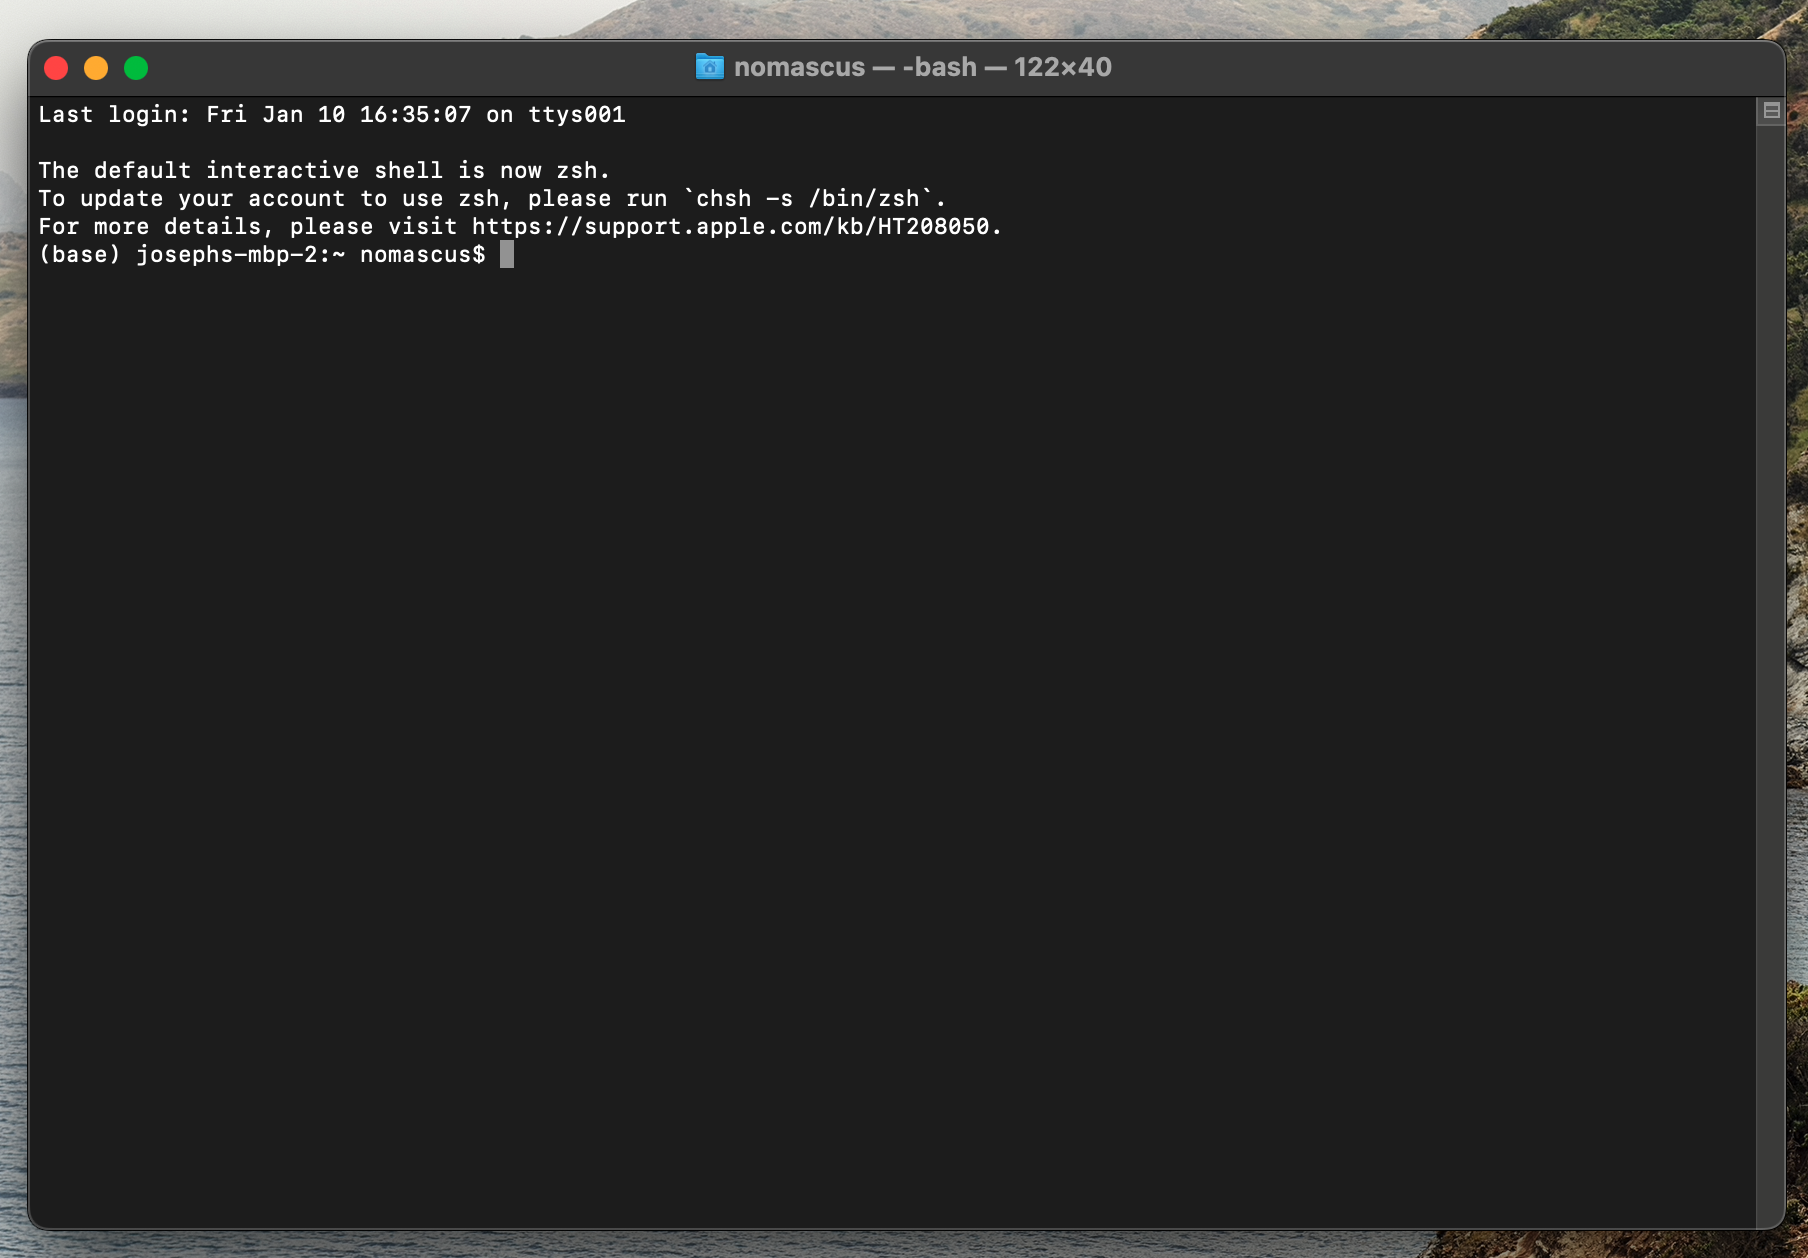 nomascus — -bash — 122×40
Last login: Fri Jan 10 16:35:07 on ttys001
The default interactive shell is now zsh.
To update your account to use zsh, please run `chsh -s /bin/zsh`.
For more details, please visit https://support.apple.com/kb/HT208050.
(base) josephs-mbp-2:~ nomascus$